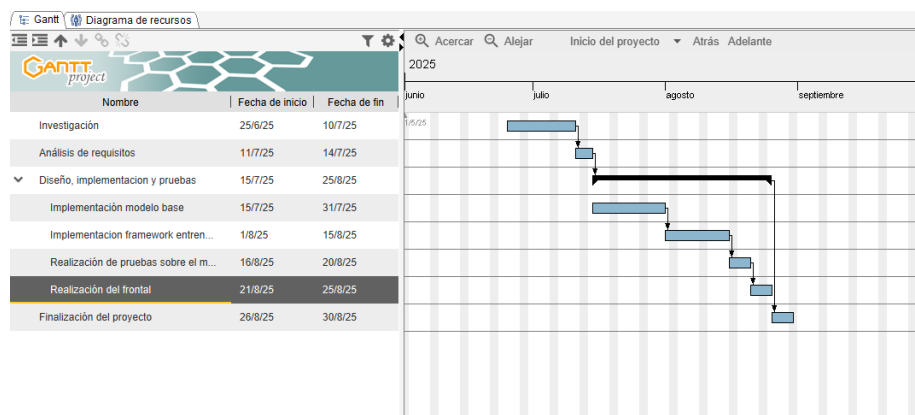 Gantt Diagrama de recursos
Acercar Alejar Inicio del proyecto Atrás Adelante
GANTT
project
2025
junio julio agosto septiembre
Nombre Fecha de inicio Fecha de fin
1/5/25
Investigación 25/6/25 10/7/25
Análisis de requisitos 11/7/25 14/7/25
Diseño, implementacion y pruebas 15/7/25 25/8/25
Implementación modelo base 15/7/25 31/7/25
Implementacion framework entren... 1/8/25 15/8/25
Realización de pruebas sobre el m... 16/8/25 20/8/25
Realización del frontal 21/8/25 25/8/25
Finalización del proyecto 26/8/25 30/8/25